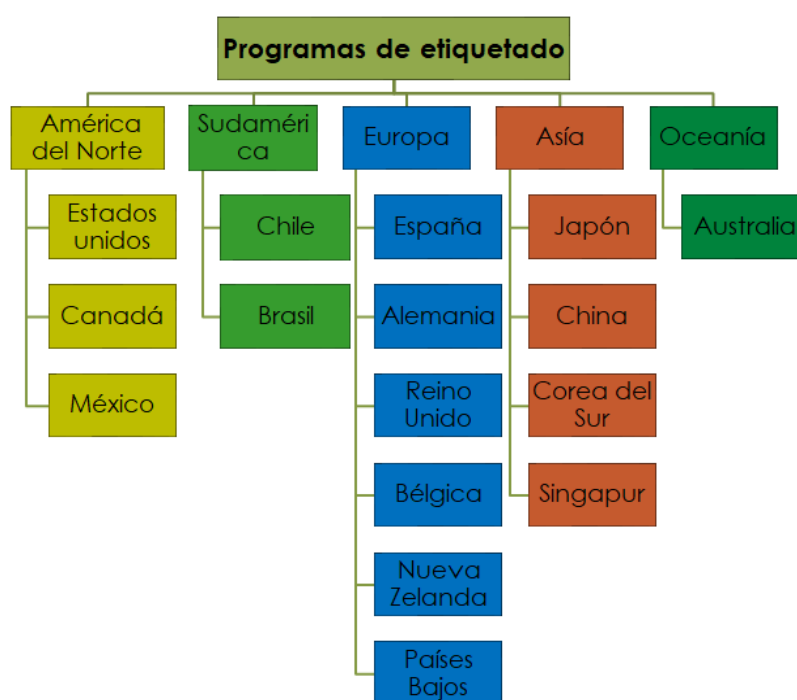 Programas de etiquetado
América
del Norte
Estados
unidos
Canadá
México
Sudaméri
ca
Chile
Brasil
Europa
España
Alemania
Reino
Unido
Bélgica
Nueva
Zelanda
Países
Bajos
Asía
Japón
China
Corea del
Sur
Singapur
Oceanía
Australia